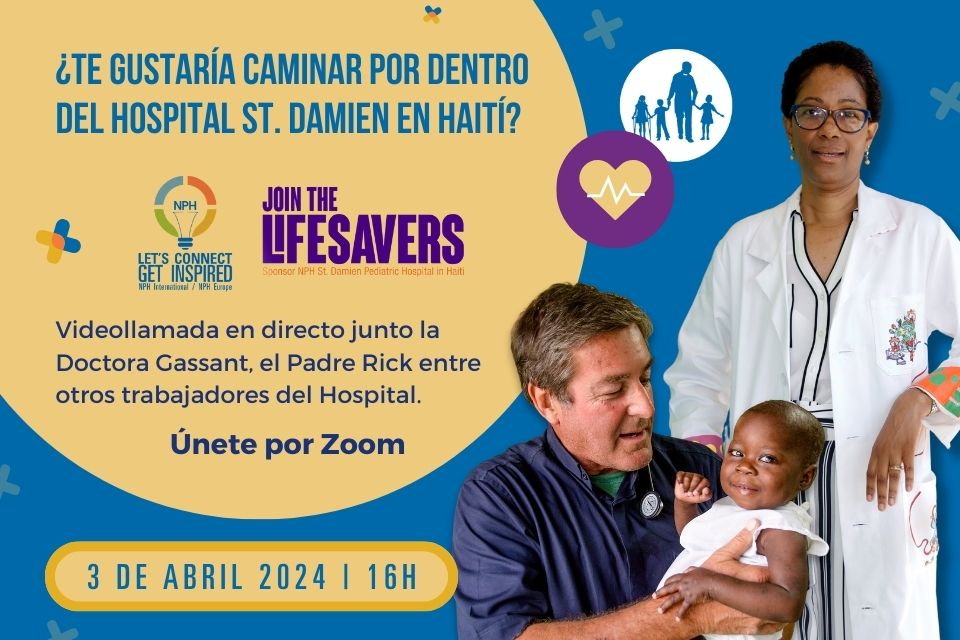 ¿TE GUSTARÍA CAMINAR POR DENTRO
DEL HOSPITAL ST. DAMIEN EN HAITÍ?
NPH
LET'S CONNECT
GET INSPIRED
NPH International / NPH Europe
JOIN THE
LIFESAVERS
Sponsor NPH St. Damien Pediatric Hospital in Haiti
Videollamada en directo junto la
Doctora Gassant, el Padre Rick entre
otros trabajadores del Hospital.
Únete por Zoom
3 DE ABRIL 2024 | 16H